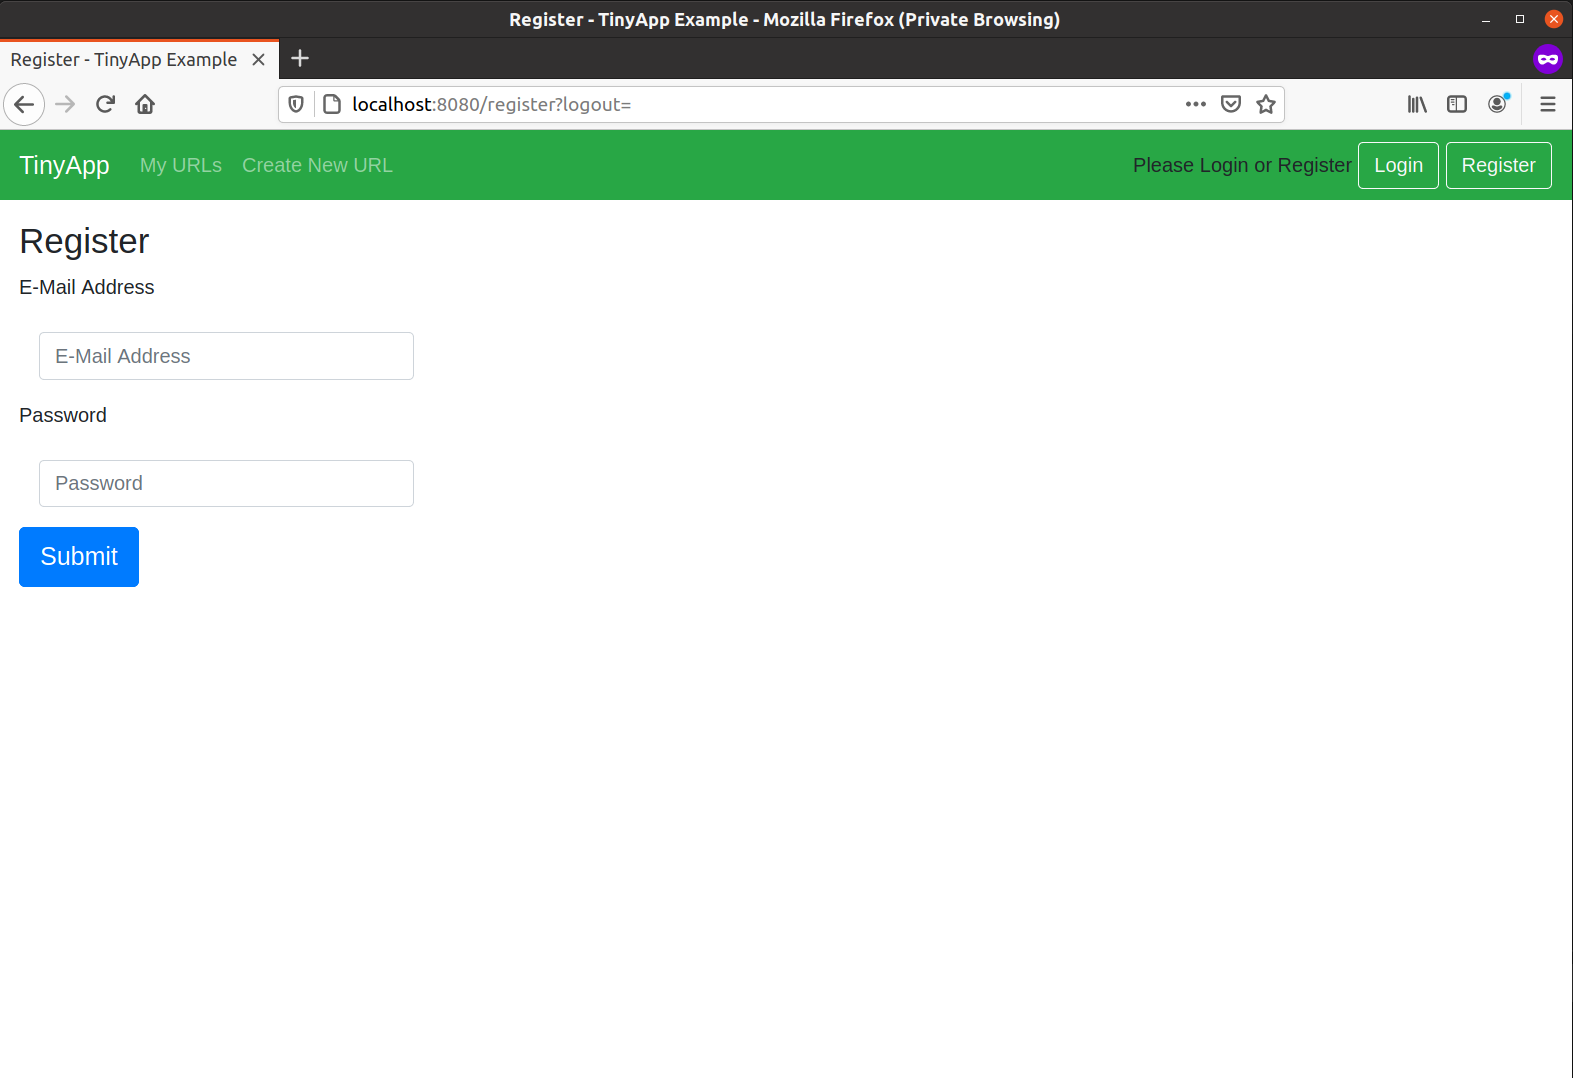 Register - TinyApp Example - Mozilla Firefox (Private Browsing)
Register - TinyApp Example
localhost:8080/register?logout=
TinyApp My URLs Create New URL Please Login or Register Login Register
Register
E-Mail Address
E-Mail Address
Password
Password
Submit